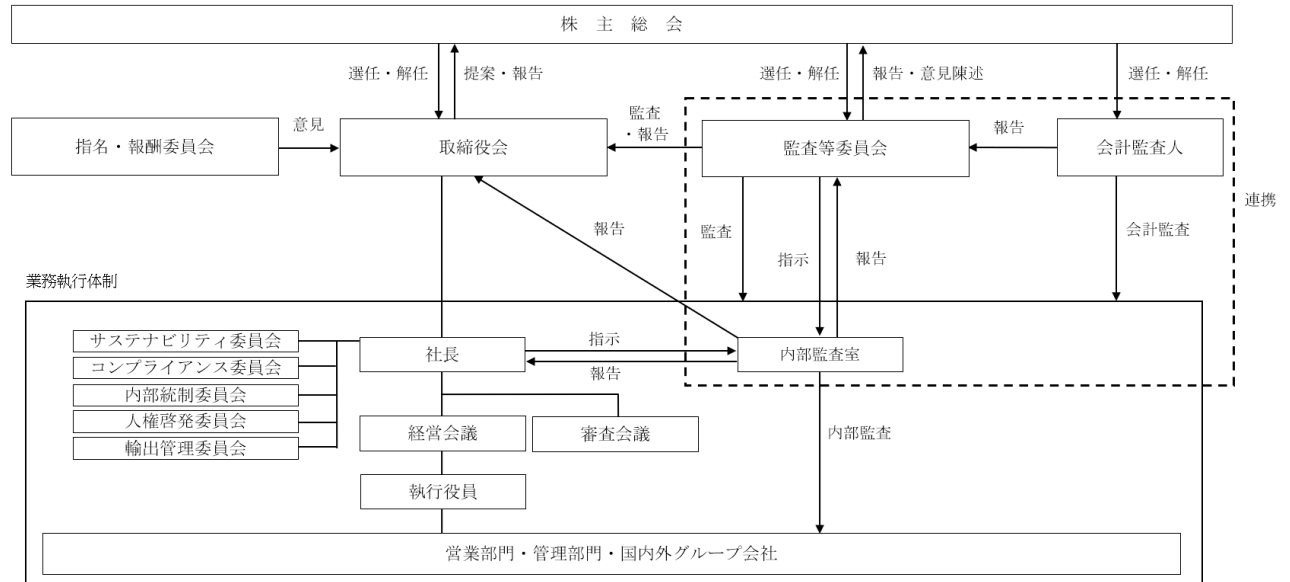 株 主 総 会
選任・解任
提案・報告
選任・解任
報告・意見陳述
選任・解任
指名・報酬委員会
意見
取締役会
監査
・報告
監査等委員会
報告
会計監査人
連携
報告
監査
指示
報告
会計監査
業務執行体制
サステナビリティ委員会
コンプライアンス委員会
内部統制委員会
人権啓発委員会
輸出管理委員会
社長
指示
報告
内部監査室
経営会議
審査会議
内部監査
執行役員
営業部門・管理部門・国内外グループ会社